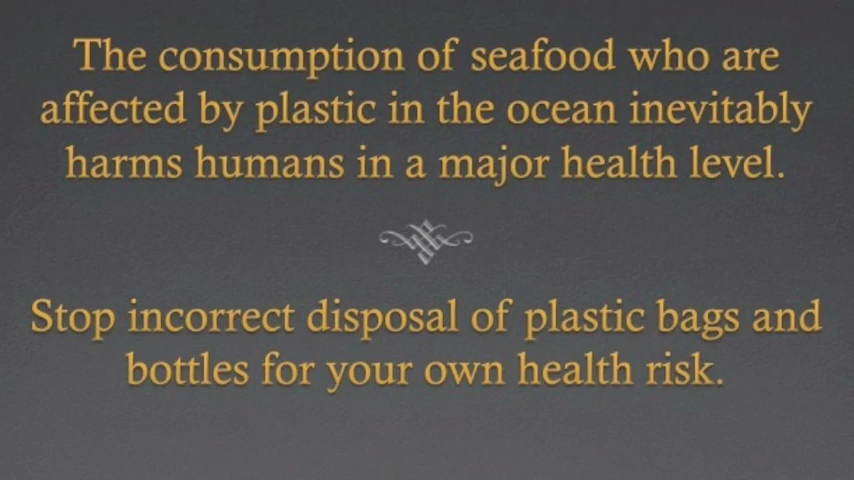 The consumption of seafood who are
affected by plastic in the ocean inevitably
harms humans in a major health level.
Stop incorrect disposal of plastic bags and
bottles for your own health risk.